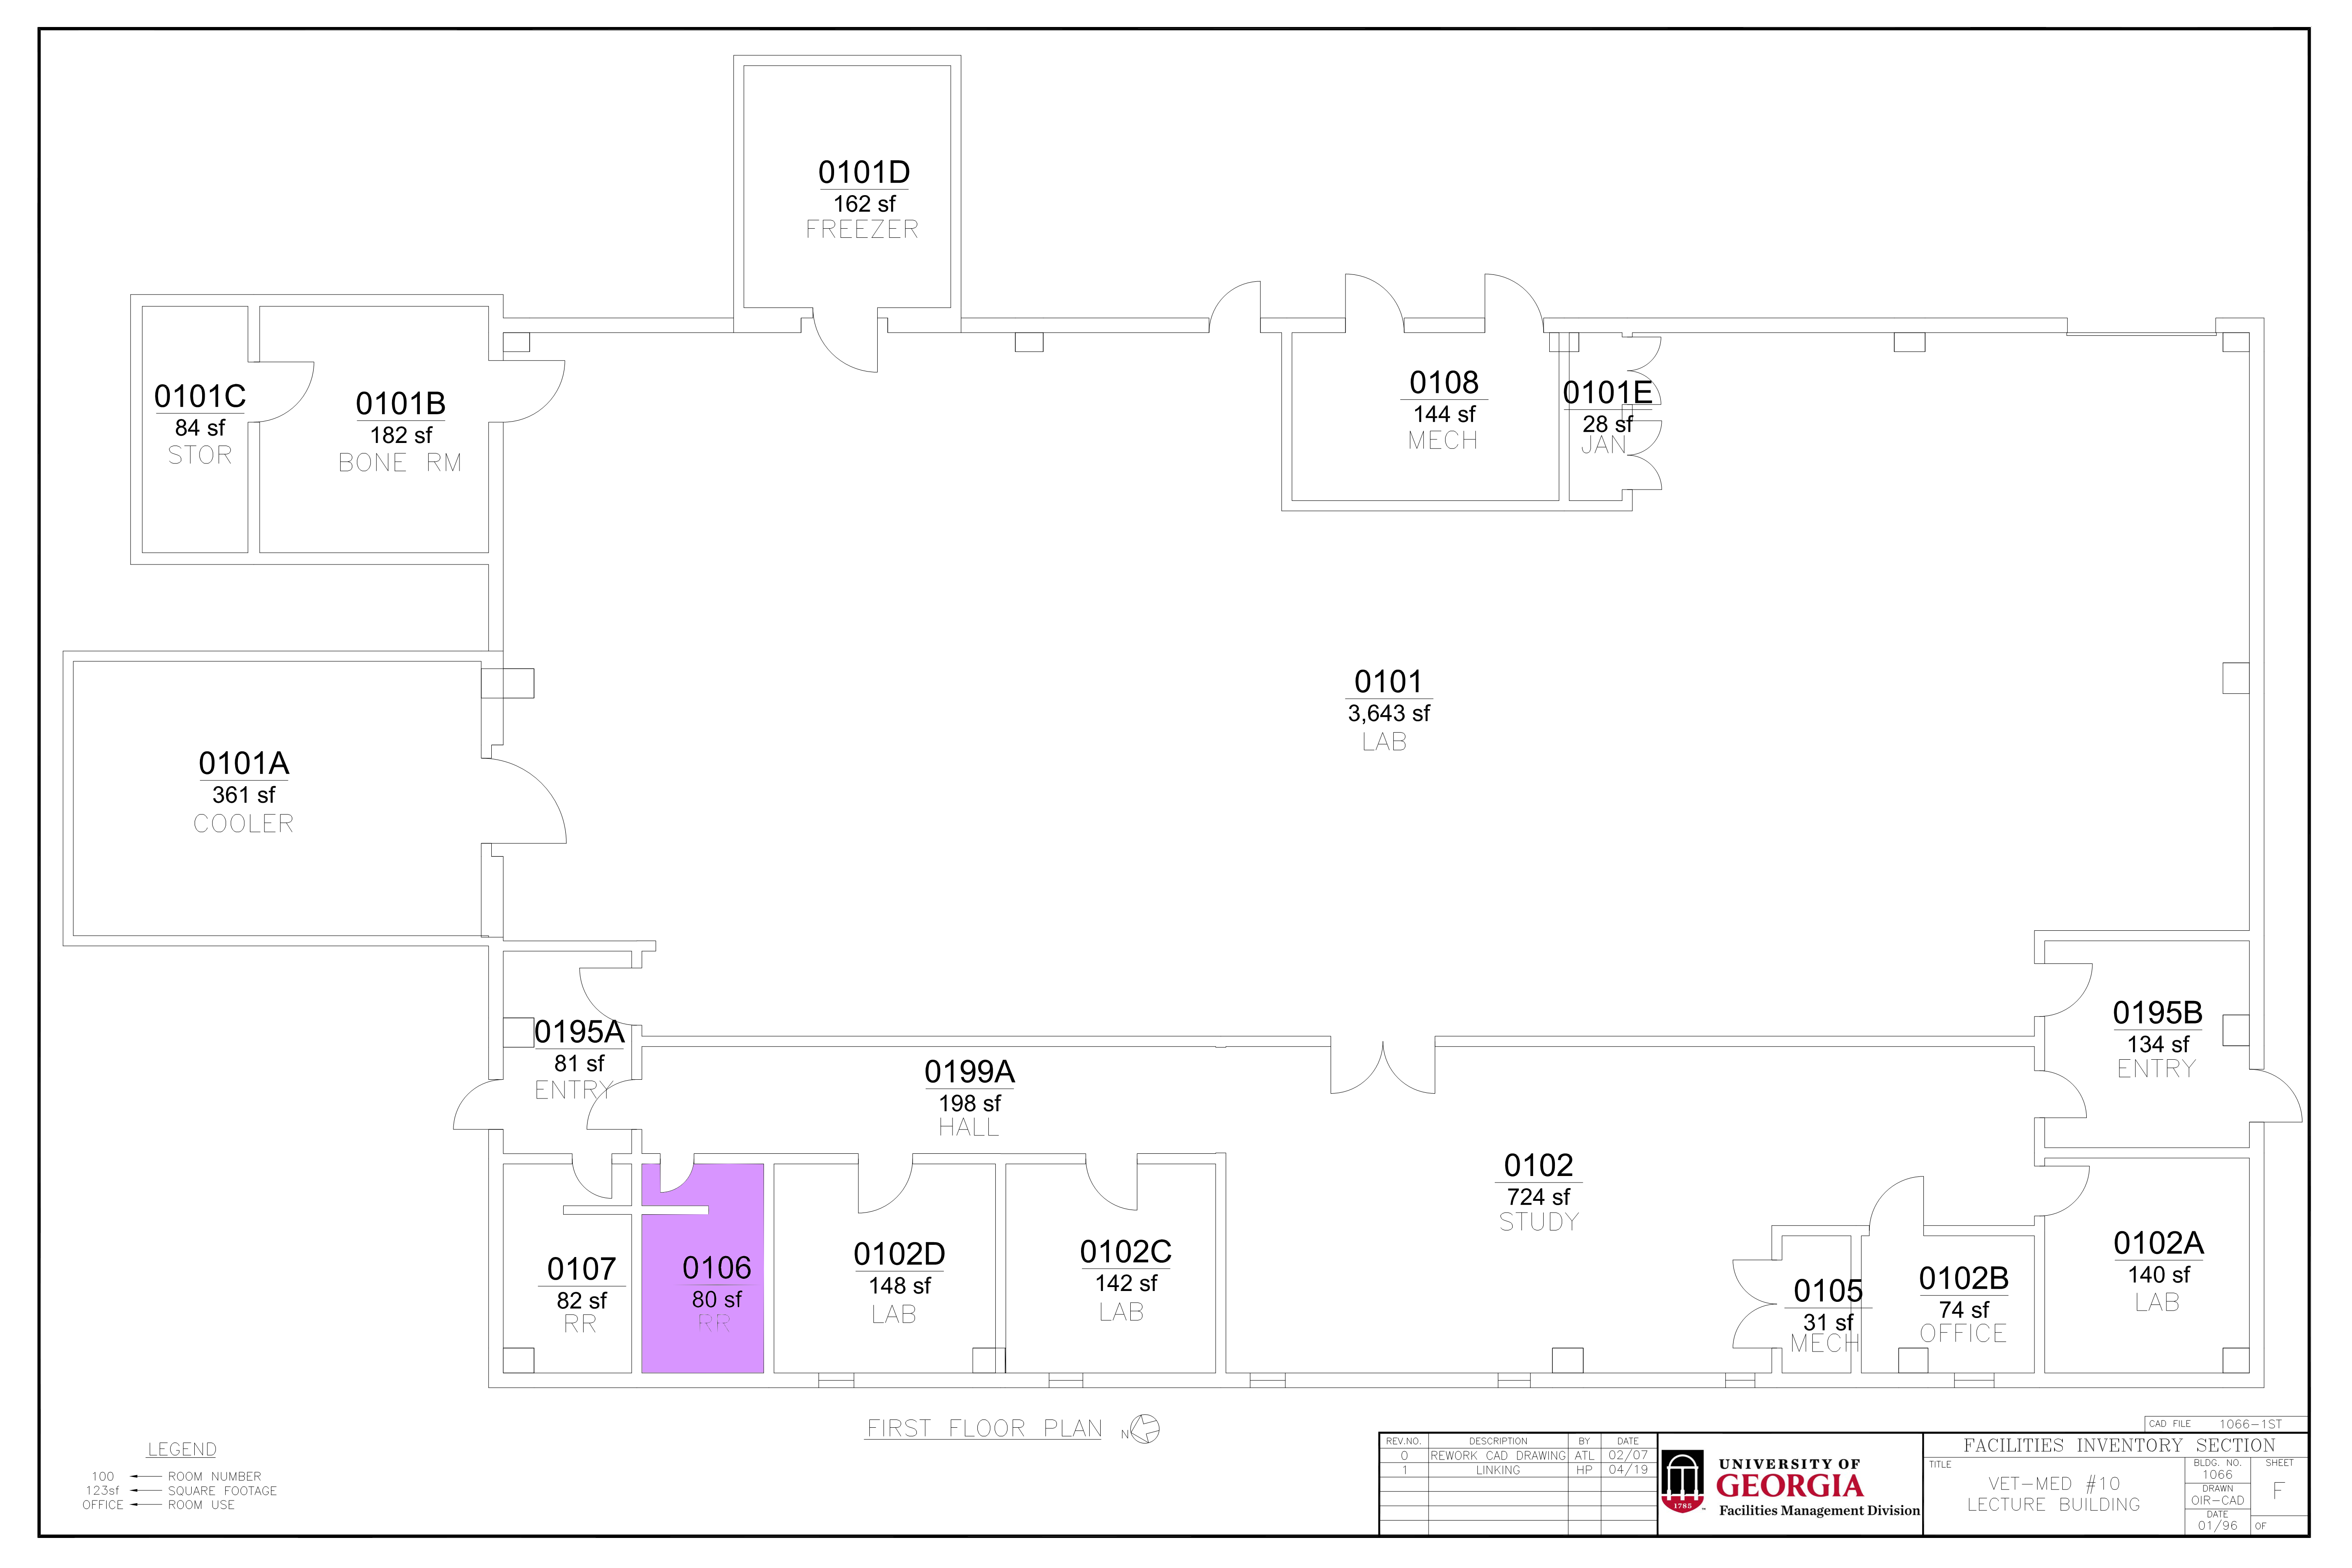 0101D
162 sf
FREEZER
0101C
84 sf
STOR
0101B
182 sf
BONE RM
0108
144 sf
MECH
0101E
28 sf
JAN
0101
3,643 sf
LAB
0101A
361 sf
COOLER
0195A
81 sf
ENTRY
0199A
198 sf
HALL
0195B
134 sf
ENTRY
0102
724 sf
STUDY
0107
82 sf
RR
0106
80 sf
RR
0102D
148 sf
LAB
0102C
142 sf
LAB
0105
31 sf
MECH
0102B
74 sf
OFFICE
0102A
140 sf
LAB
FIRST FLOOR PLAN N
LEGEND
100 ROOM NUMBER
123sf SQUARE FOOTAGE
OFFICE ROOM USE
CAD FILE 1066-1ST
REV.NO. DESCRIPTION BY DATE
0 REWORK CAD DRAWING ATL 02/07
1 LINKING HP 04/19
1785
UNIVERSITY OF
GEORGIA
Facilities Management Division
FACILITIES INVENTORY SECTION
TITLE
VET-MED #10
LECTURE BUILDING
BLDG. NO.
1066
DRAWN
OIR-CAD
DATE
01/96
SHEET
F
OF